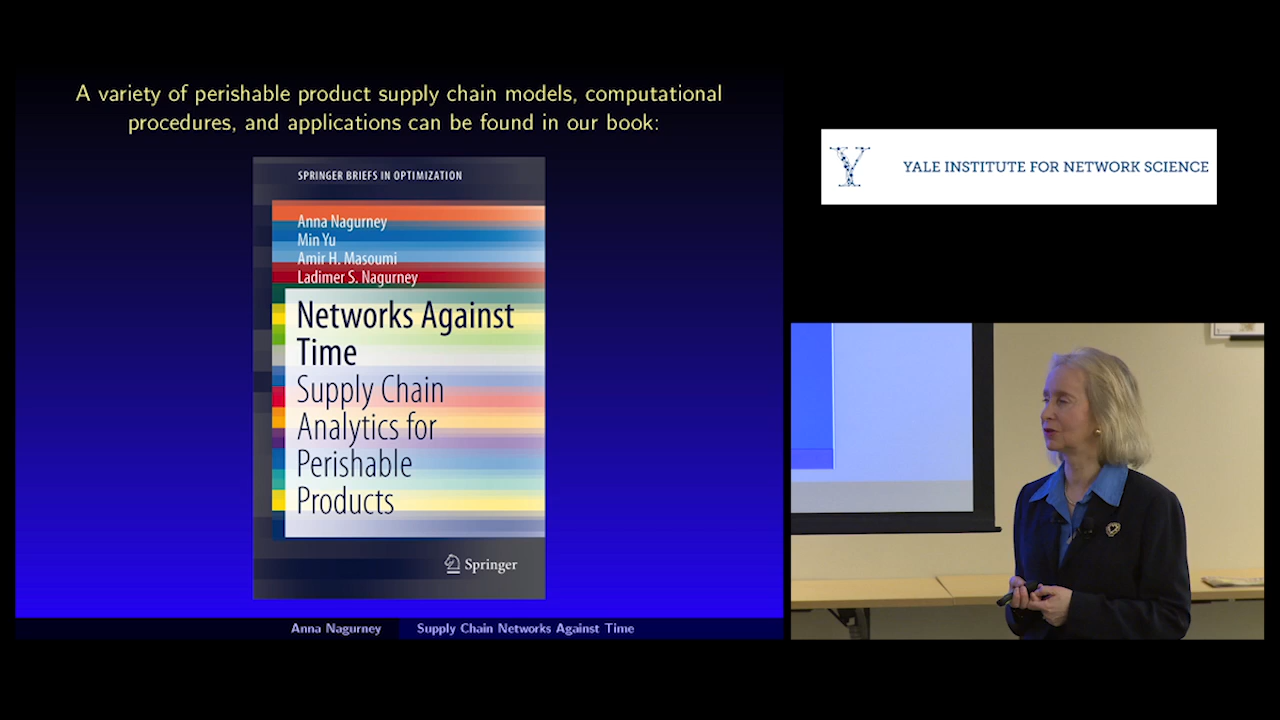 A variety of perishable product supply chain models, computational
procedures, and applications can be found in our book:
SPRINGER BRIEFS IN OPTIMIZATION
Anna Nagurney
Min Yu
Amir H. Masoumi
Ladimer S. Nagurney
Networks Against
Time
Supply Chain
Analytics for
Perishable
Products
Springer
Anna Nagurney
Supply Chain Networks Against Time
Y
YALE INSTITUTE FOR NETWORK SCIENCE